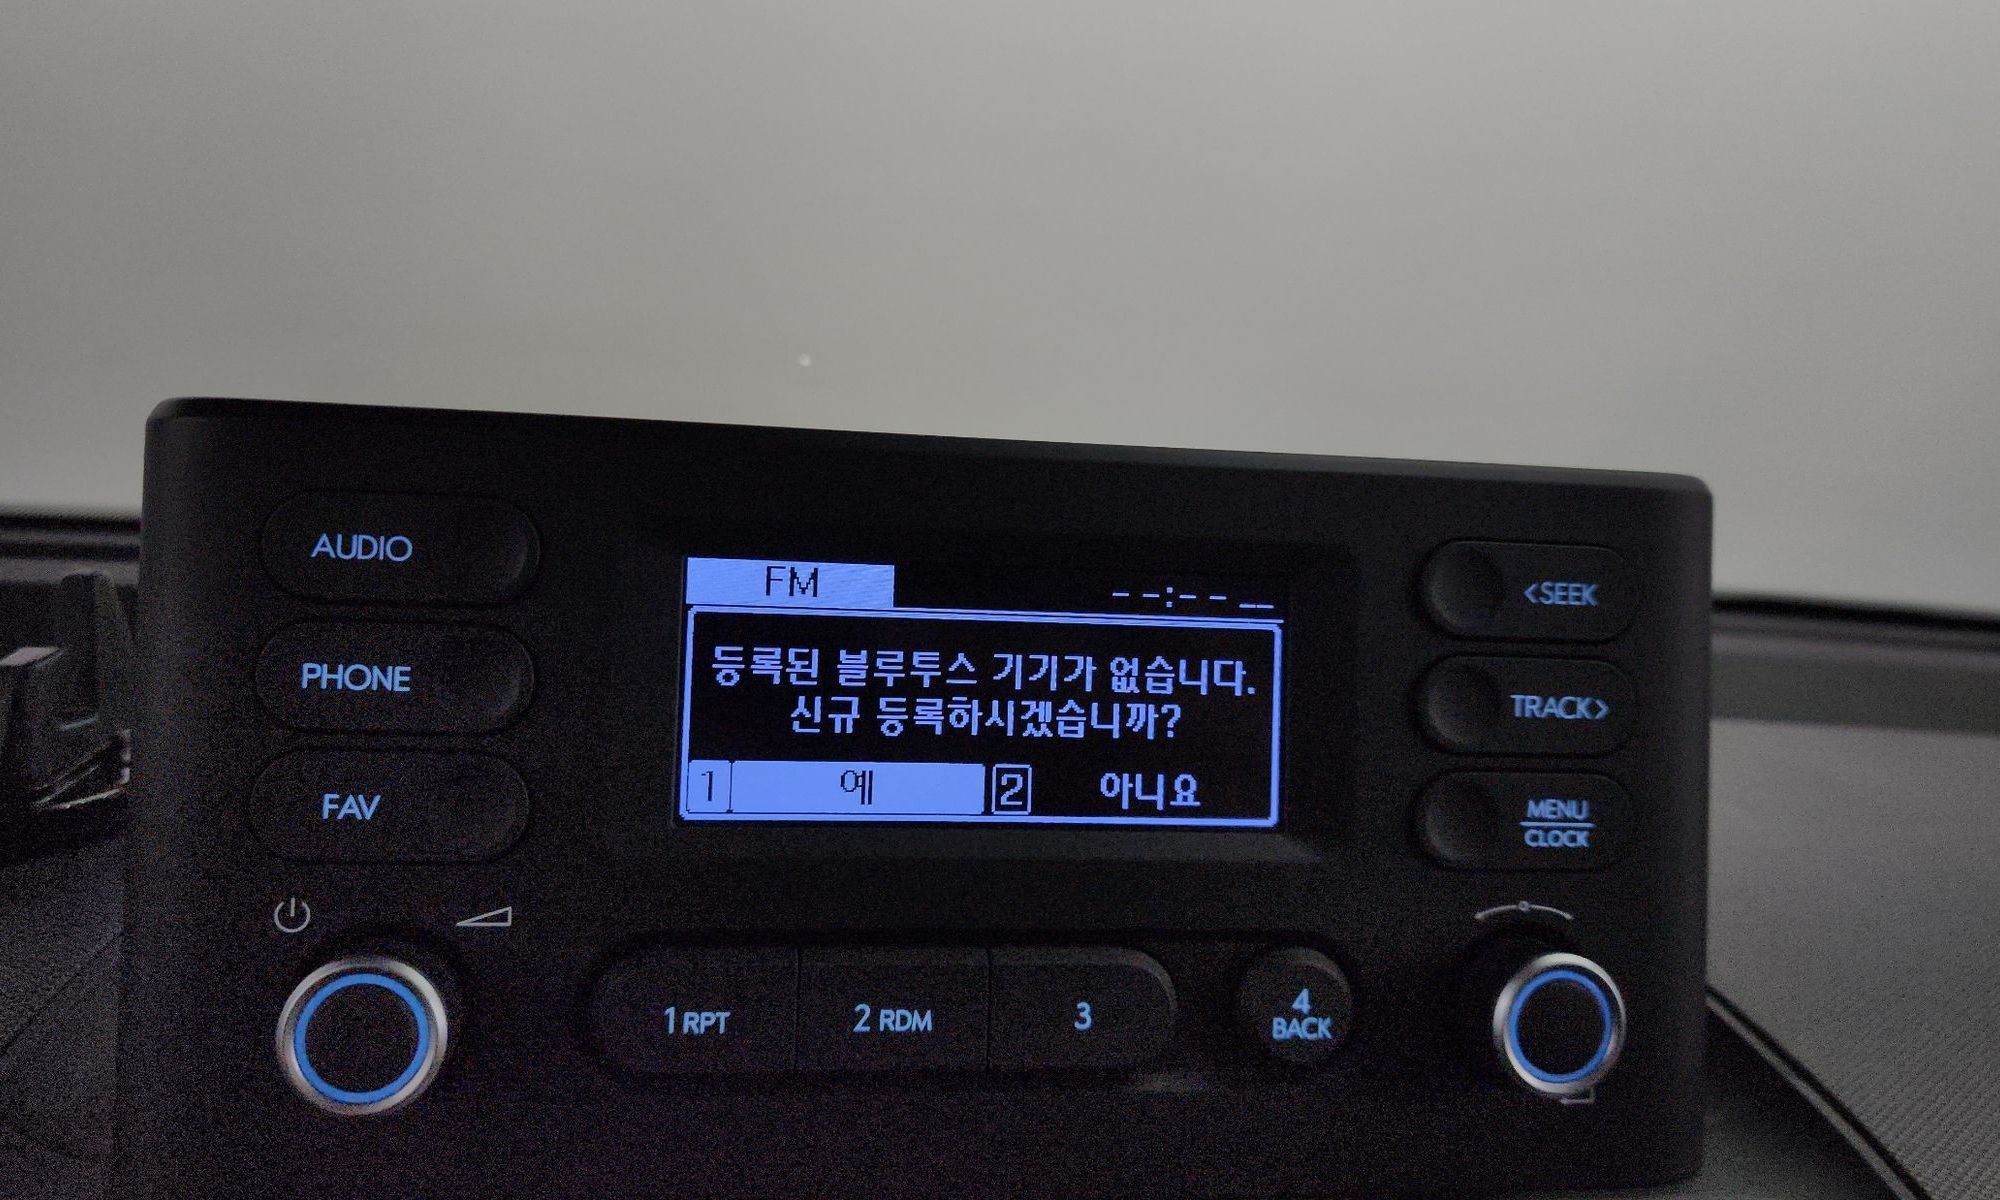 AUDIO
PHONE
FAV
FM
--:-- __
등록된 블루투스 기기가 없습니다.
신규 등록하시겠습니까?
1 예 2 아니요
<SEEK
TRACK>
MENU
CLOCK
1 RPT
2 RDM
3
4
BACK